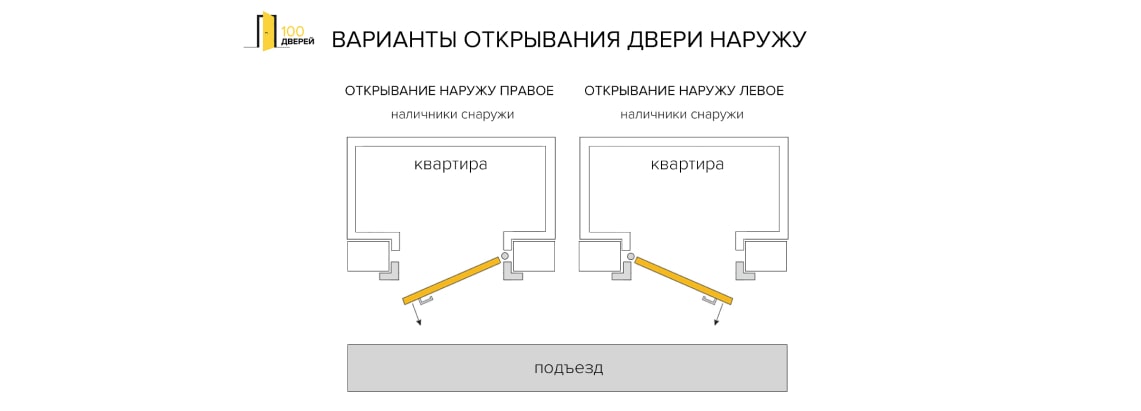 100
ДВЕРЕЙ
ВАРИАНТЫ ОТКРЫВАНИЯ ДВЕРИ НАРУЖУ
ОТКРЫВАНИЕ НАРУЖУ ПРАВОЕ
наличники снаружи
ОТКРЫВАНИЕ НАРУЖУ ЛЕВОЕ
наличники снаружи
квартира
квартира
подъезд